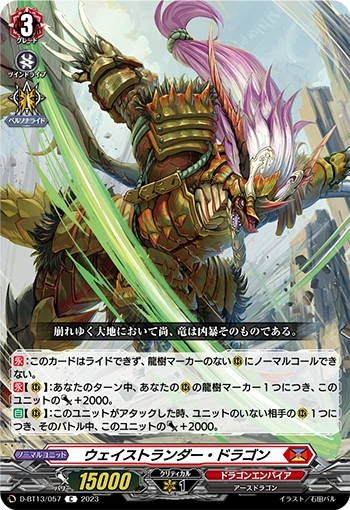 3
グレード
ツインドライブ
ペルソナライド
崩れゆく大地において尚、竜は凶暴そのものである。
永：このカードはライドできず、龍樹マーカーのない R にノーマルコールできない。
永【R】：あなたのターン中、あなたの R の龍樹マーカー1つにつき、このユニットの+2000。
自【R】：このユニットがアタックした時、ユニットのいない相手の R 1つにつき、そのバトル中、このユニットの+2000。
ノーマルユニット
ウェイストランダー・ドラゴン
パワー
15000
クリティカル
1
ドラゴンエンパイア
アースドラゴン
D-BT13/057 C 2023
イラスト/石田バル